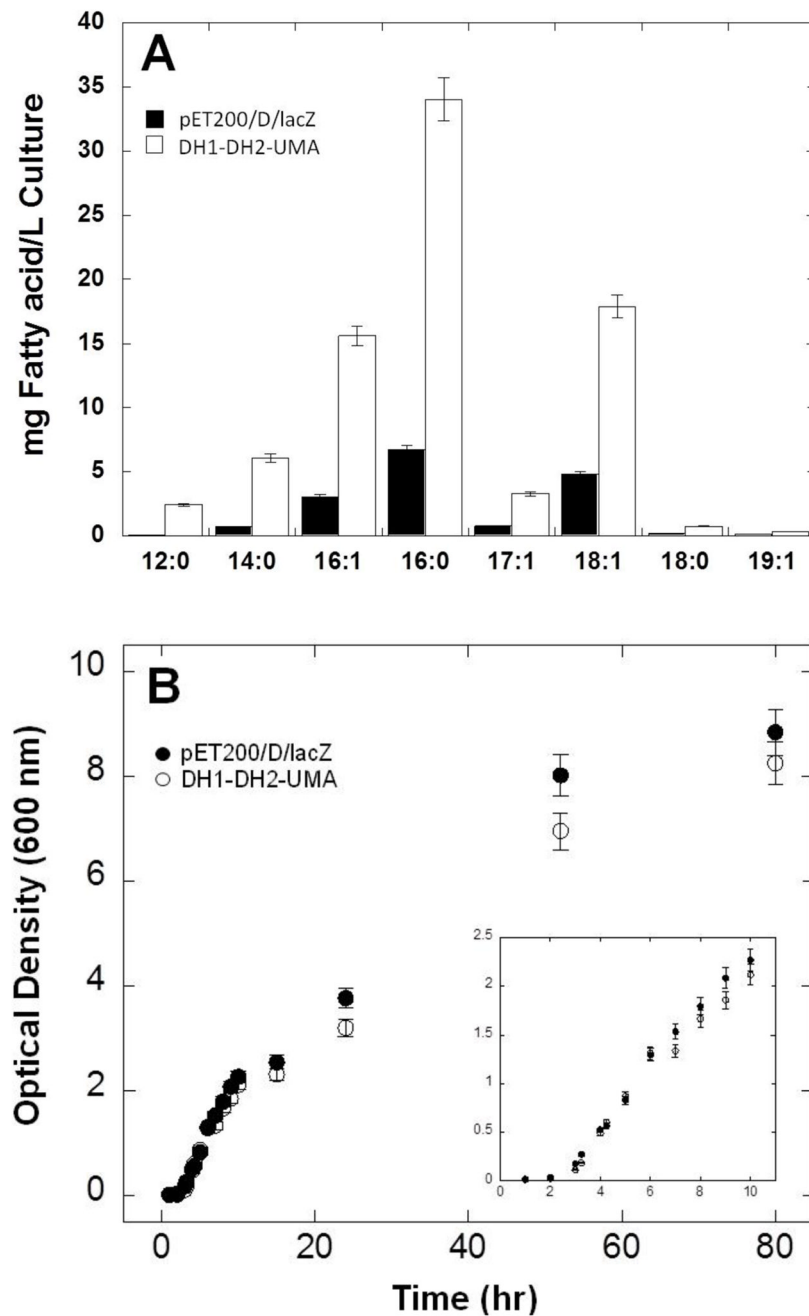 A
pET200/D/lacZ
DH1-DH2-UMA
mg Fatty acid/L Culture
40
35
30
25
20
15
10
5
0
12:0 14:0 16:1 16:0 17:1 18:1 18:0 19:1
B
pET200/D/lacZ
DH1-DH2-UMA
Optical Density (600 nm)
10
8
6
4
2
0
2.5
2
1.5
1
0.5
0
0 2 4 6 8 10
0 20 40 60 80
Time (hr)